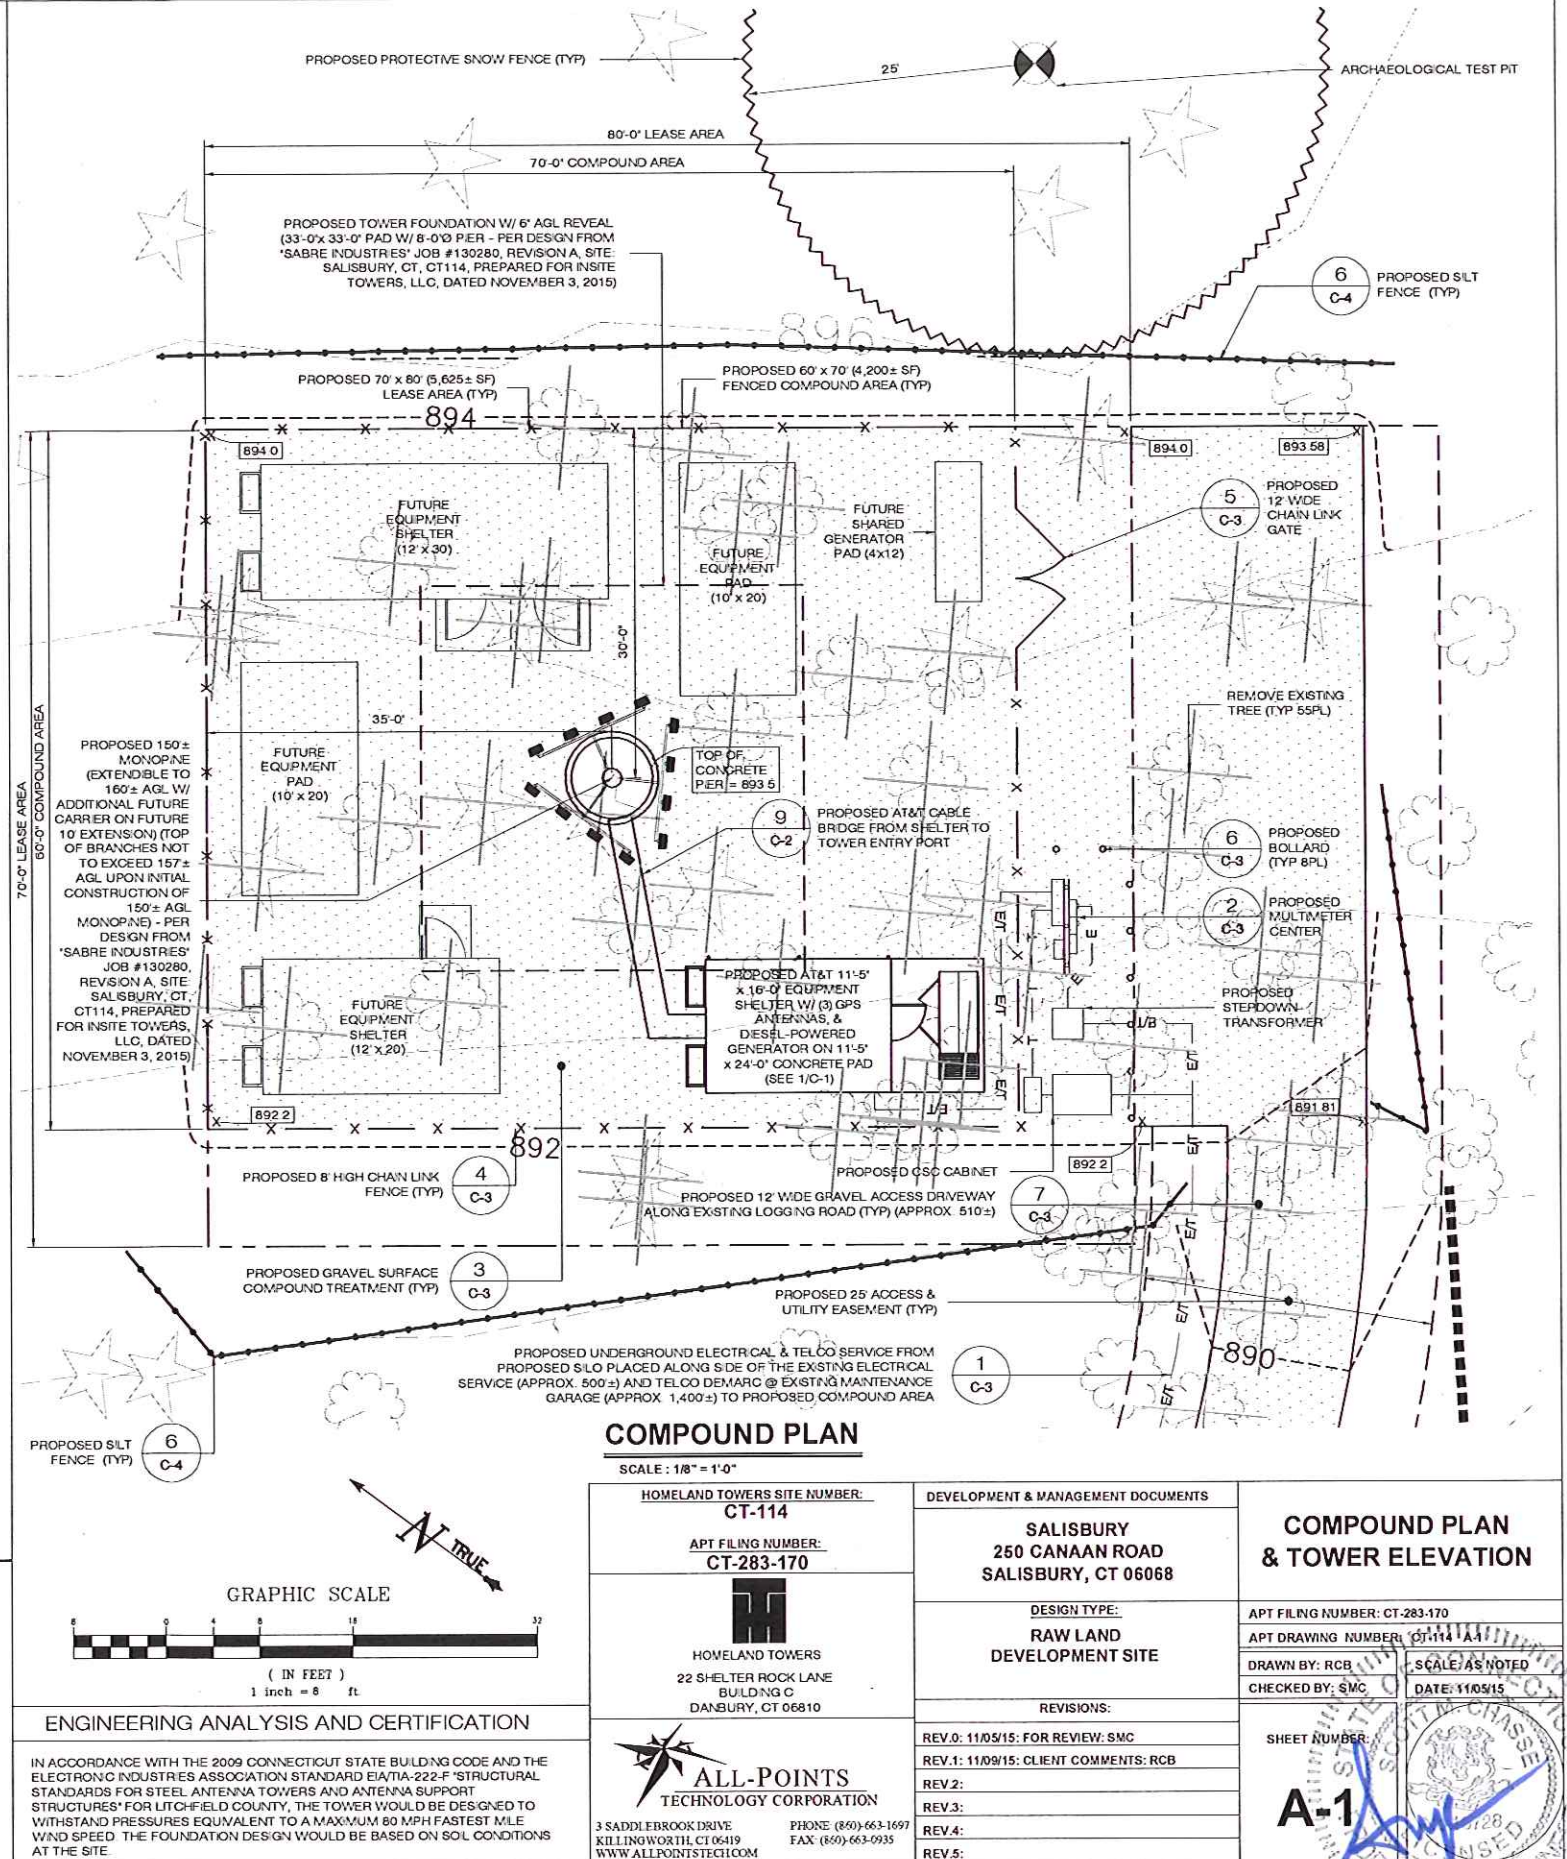 PROPOSED PROTECTIVE SNOW FENCE (TYP)
25'
ARCHAEOLOGICAL TEST PIT
80'-0" LEASE AREA
70'-0" COMPOUND AREA
PROPOSED TOWER FOUNDATION W/ 6" AGL REVEAL
(33'-0"x 33'-0" PAD W/ 8'-0"Ø PIER - PER DESIGN FROM
"SABRE INDUSTRIES" JOB #130280, REVISION A, SITE:
SALISBURY, CT, CT114, PREPARED FOR INSITE
TOWERS, LLC, DATED NOVEMBER 3, 2015)
6
C-4
PROPOSED SILT
FENCE (TYP)
896
PROPOSED 70' x 80' (5,625± SF)
LEASE AREA (TYP)
PROPOSED 60' x 70' (4,200± SF)
FENCED COMPOUND AREA (TYP)
894
894.0
894.0
893.58
FUTURE
EQUIPMENT
SHELTER
(12' x 30')
FUTURE
EQUIPMENT
PAD
(10' x 20')
FUTURE
SHARED
GENERATOR
PAD (4'x12')
5
C-3
PROPOSED
12' WIDE
CHAIN LINK
GATE
30'-0"
35'-0"
70'-0" LEASE AREA
60'-0" COMPOUND AREA
REMOVE EXISTING
TREE (TYP 55PL)
PROPOSED 150'±
MONOPINE
(EXTENDIBLE TO
160'± AGL W/
ADDITIONAL FUTURE
CARRIER ON FUTURE
10' EXTENSION) (TOP
OF BRANCHES NOT
TO EXCEED 157'±
AGL UPON INITIAL
CONSTRUCTION OF
150'± AGL
MONOPINE) - PER
DESIGN FROM
"SABRE INDUSTRIES"
JOB #130280,
REVISION A, SITE:
SALISBURY, CT,
CT114, PREPARED
FOR INSITE TOWERS,
LLC, DATED
NOVEMBER 3, 2015)
FUTURE
EQUIPMENT
PAD
(10' x 20')
TOP OF
CONCRETE
PIER = 893.5
9
C-2
PROPOSED AT&T CABLE
BRIDGE FROM SHELTER TO
TOWER ENTRY PORT
6
C-3
PROPOSED
BOLLARD
(TYP 8PL)
2
C-3
PROPOSED
MULTIMETER
CENTER
FUTURE
EQUIPMENT
SHELTER
(12' x 20')
PROPOSED AT&T 11'-5"
x 16'-0" EQUIPMENT
SHELTER W/ (3) GPS
ANTENNAS, &
DIESEL-POWERED
GENERATOR ON 11'-5"
x 24'-0" CONCRETE PAD
(SEE 1/C-1)
E/T
E/T
E/T
E/T
T
T
E
E
PROPOSED
STEPDOWN
TRANSFORMER
E/T
E/T
892.2
891.81
892
892.2
PROPOSED 8' HIGH CHAIN LINK
FENCE (TYP)
4
C-3
PROPOSED CSC CABINET
PROPOSED 12' WIDE GRAVEL ACCESS DRIVEWAY
ALONG EXISTING LOGGING ROAD (TYP) (APPROX. 510'±)
7
C-3
E/T
E/T
E/T
E/T
PROPOSED GRAVEL SURFACE
COMPOUND TREATMENT (TYP)
3
C-3
PROPOSED 25' ACCESS &
UTILITY EASEMENT (TYP)
PROPOSED UNDERGROUND ELECTRICAL & TELCO SERVICE FROM
PROPOSED SILO PLACED ALONG SIDE OF THE EXISTING ELECTRICAL
SERVICE (APPROX. 500'±) AND TELCO DEMARC @ EXISTING MAINTENANCE
GARAGE (APPROX. 1,400'±) TO PROPOSED COMPOUND AREA
1
C-3
890
PROPOSED SILT
FENCE (TYP)
6
C-4
COMPOUND PLAN
SCALE : 1/8" = 1'-0"
N TRUE
GRAPHIC SCALE
8 0 4 8 16 32
( IN FEET )
1 inch = 8 ft.
ENGINEERING ANALYSIS AND CERTIFICATION
IN ACCORDANCE WITH THE 2009 CONNECTICUT STATE BUILDING CODE AND THE
ELECTRONIC INDUSTRIES ASSOCIATION STANDARD EIA/TIA-222-F "STRUCTURAL
STANDARDS FOR STEEL ANTENNA TOWERS AND ANTENNA SUPPORT
STRUCTURES" FOR LITCHFIELD COUNTY, THE TOWER WOULD BE DESIGNED TO
WITHSTAND PRESSURES EQUIVALENT TO A MAXIMUM 80 MPH FASTEST MILE
WIND SPEED. THE FOUNDATION DESIGN WOULD BE BASED ON SOIL CONDITIONS
AT THE SITE.
HOMELAND TOWERS SITE NUMBER:
CT-114
APT FILING NUMBER:
CT-283-170
HOMELAND TOWERS
22 SHELTER ROCK LANE
BUILDING C
DANBURY, CT 06810
ALL-POINTS
TECHNOLOGY CORPORATION
3 SADDLEBROOK DRIVE PHONE: (860)-663-1697
KILLINGWORTH, CT 06419 FAX: (860)-663-0935
WWW.ALLPOINTSTECH.COM
DEVELOPMENT & MANAGEMENT DOCUMENTS
SALISBURY
250 CANAAN ROAD
SALISBURY, CT 06068
DESIGN TYPE:
RAW LAND
DEVELOPMENT SITE
REVISIONS:
REV.0: 11/05/15: FOR REVIEW: SMC
REV.1: 11/09/15: CLIENT COMMENTS: RCB
REV.2:
REV.3:
REV.4:
REV.5:
COMPOUND PLAN
& TOWER ELEVATION
APT FILING NUMBER: CT-283-170
APT DRAWING NUMBER: CT-114 A-1
DRAWN BY: RCB
SCALE: AS NOTED
CHECKED BY: SMC
DATE: 11/05/15
SHEET NUMBER:
A-1
STATE OF CONNECTICUT
SCOTT M. CHASSE
LICENSED